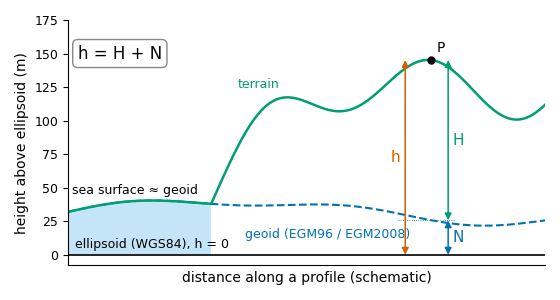 175
150
125
100
75
50
25
0
height above ellipsoid (m)
h = H + N
P
terrain
H
h
sea surface ≈ geoid
geoid (EGM96 / EGM2008)
N
ellipsoid (WGS84), h = 0
distance along a profile (schematic)